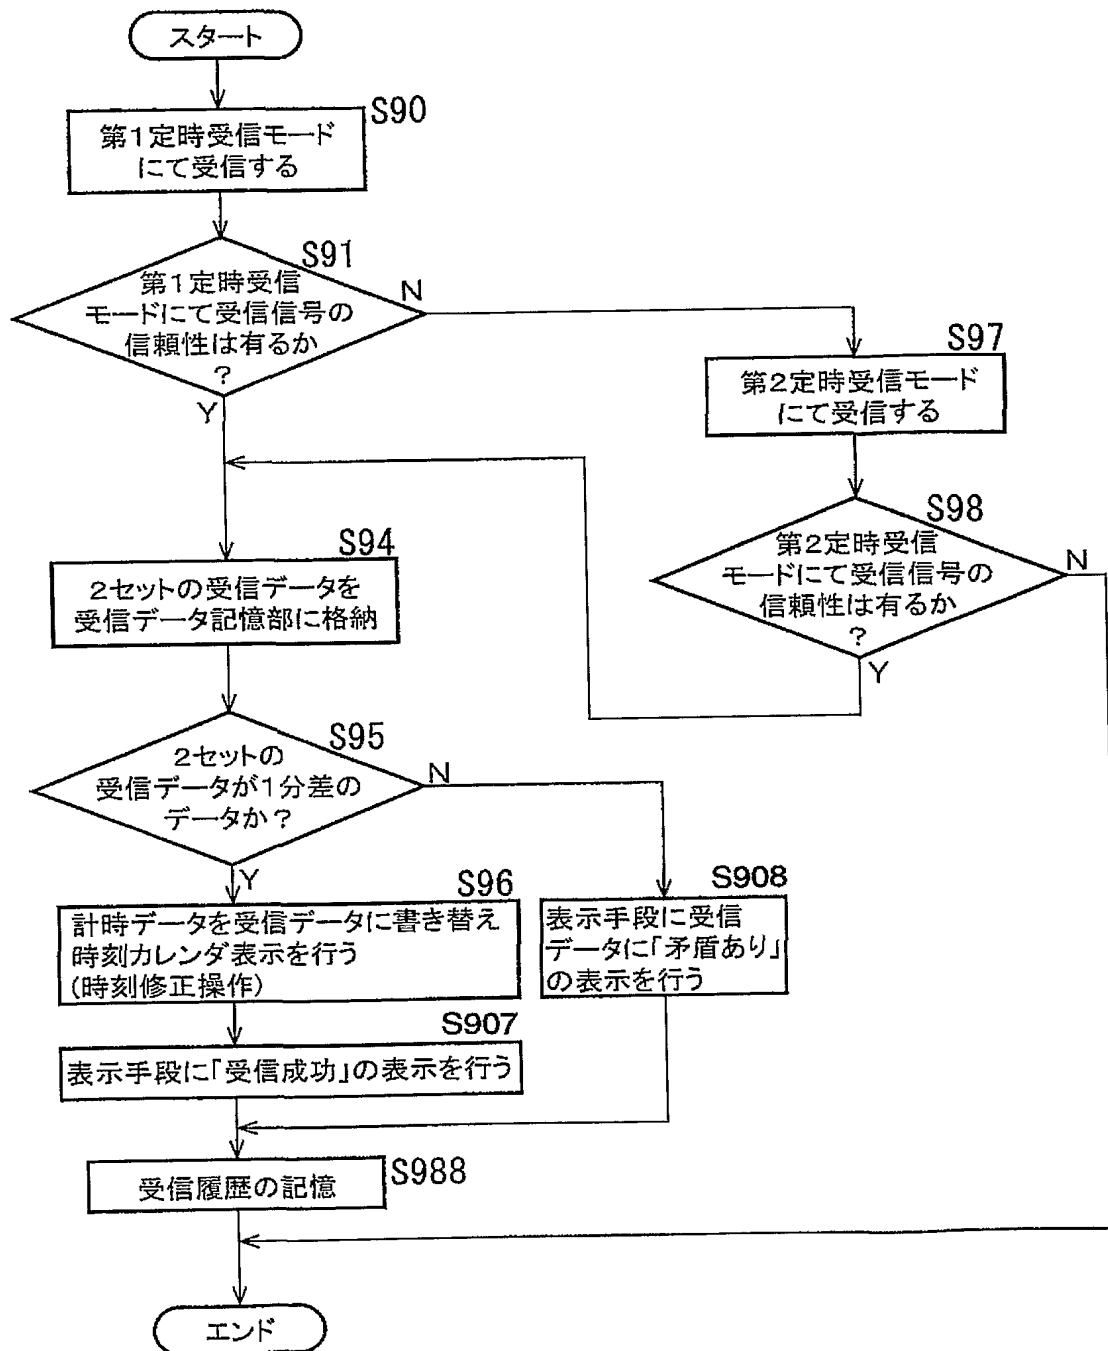 スタート
S90
第1定時受信モード
にて受信する
S91
第1定時受信
モードにて受信信号の
信頼性は有るか
?
N
Y
S97
第2定時受信モード
にて受信する
S98
第2定時受信
モードにて受信信号の
信頼性は有るか
?
N
Y
S94
2セットの受信データを
受信データ記憶部に格納
S95
2セットの
受信データが1分差の
データか?
N
Y
S96
計時データを受信データに書き替え
時刻カレンダ表示を行う
(時刻修正操作)
S908
表示手段に受信
データに「矛盾あり」
の表示を行う
S907
表示手段に「受信成功」の表示を行う
S988
受信履歴の記憶
エンド